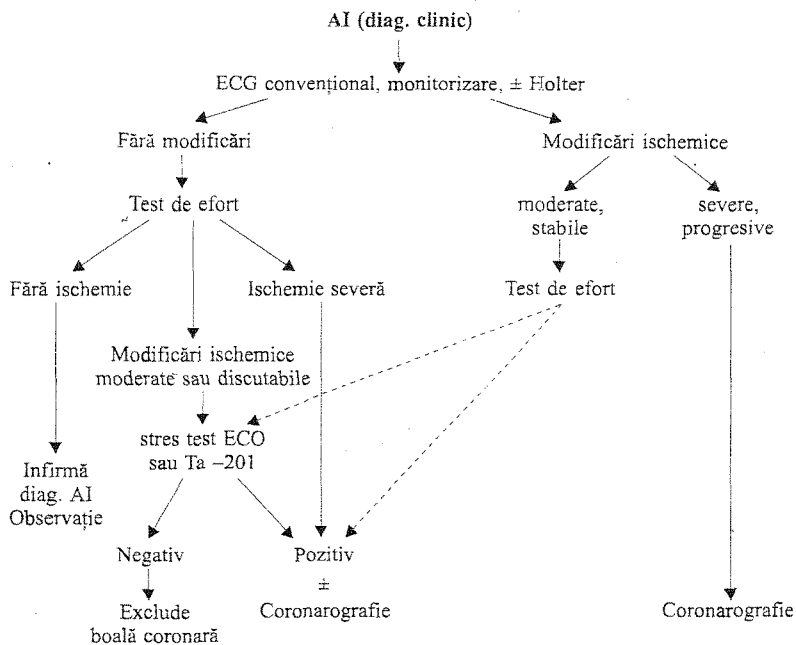 AI (diag. clinic)
ECG convențional, monitorizare, ± Holter
Fără modificări
Modificări ischemice
Test de efort
moderate,
stabile
severe,
progresive
Fără ischemie
Ischemie severă
Test de efort
Modificări ischemice
moderate sau discutabile
stres test ECO
sau Ta –201
Infirmă
diag. AI
Observație
Negativ
Pozitiv
±
Exclude
boală coronară
Coronarografie
Coronarografie